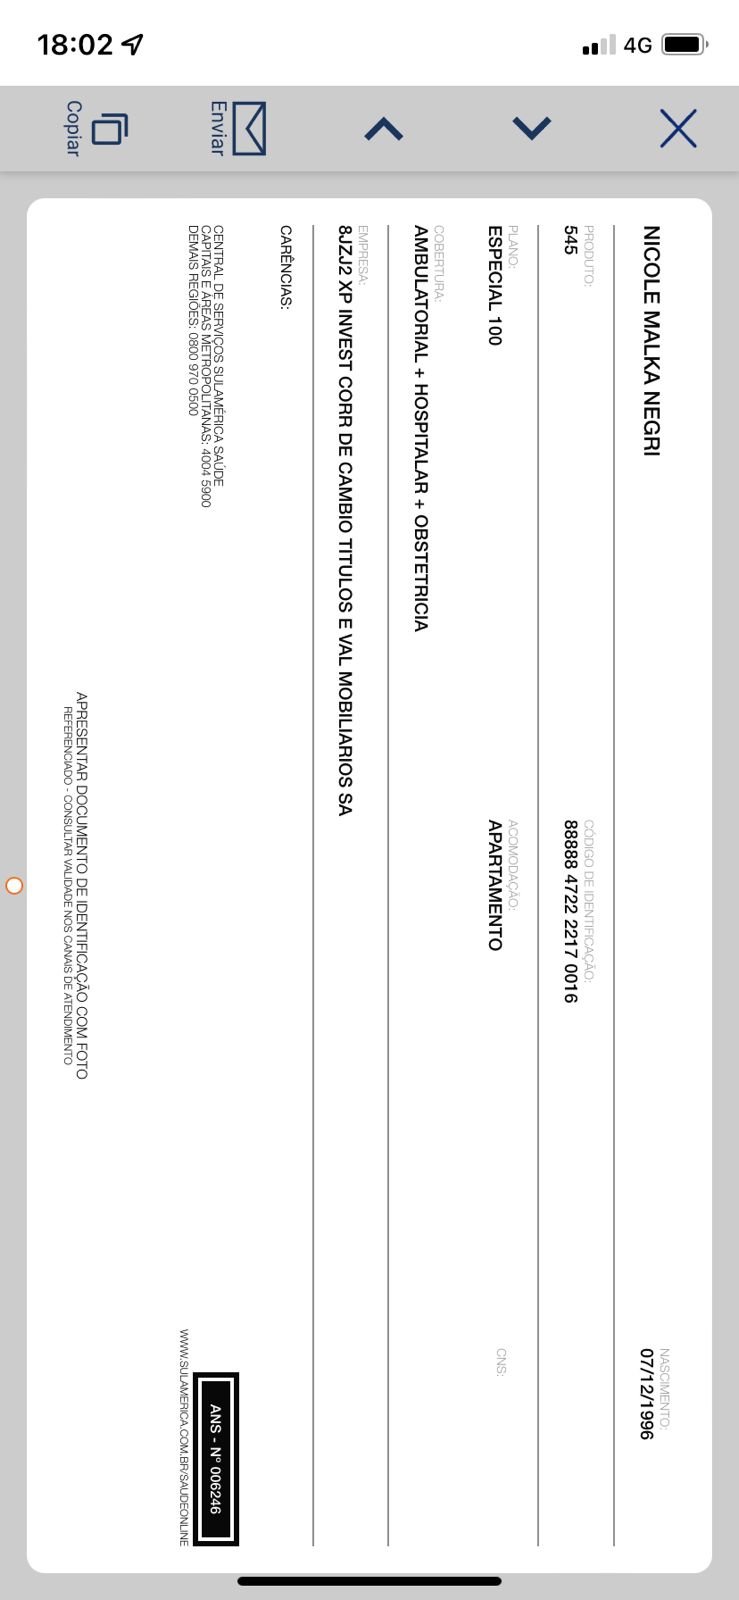 18:02
4G
Copiar
Enviar
NICOLE MALKA NEGRI
NASCIMENTO:
07/12/1996
PRODUTO:
545
CÓDIGO DE IDENTIFICAÇÃO:
88888 4722 2217 0016
PLANO:
ESPECIAL 100
ACOMODAÇÃO:
APARTAMENTO
CNS:
COBERTURA:
AMBULATORIAL + HOSPITALAR + OBSTETRICIA
EMPRESA:
8JZJ2 XP INVEST CORR DE CAMBIO TITULOS E VAL MOBILIARIOS SA
CARÊNCIAS:
CENTRAL DE SERVIÇOS SULAMÉRICA SAÚDE
CAPITAIS E ÁREAS METROPOLITANAS: 4004 5900
DEMAIS REGIÕES: 0800 970 0500
ANS - Nº 006246
WWW.SULAMERICA.COM.BR/SAUDEONLINE
APRESENTAR DOCUMENTO DE IDENTIFICAÇÃO COM FOTO
REFERENCIADO - CONSULTAR VALIDADE NOS CANAIS DE ATENDIMENTO